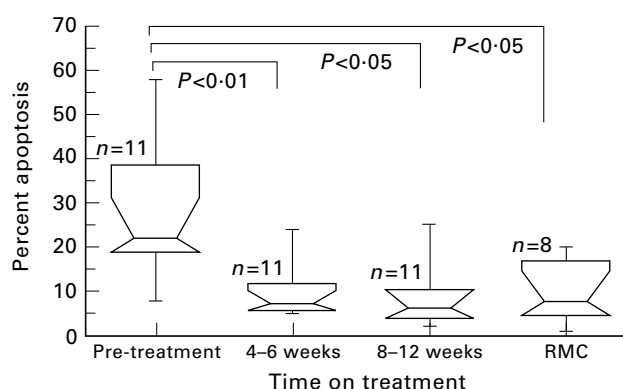 70
60
50
40
30
20
10
0
Percent apoptosis
P<0·01
P<0·05
P<0·05
n=11
n=11
n=11
n=8
Pre-treatment
4–6 weeks
8–12 weeks
RMC
Time on treatment